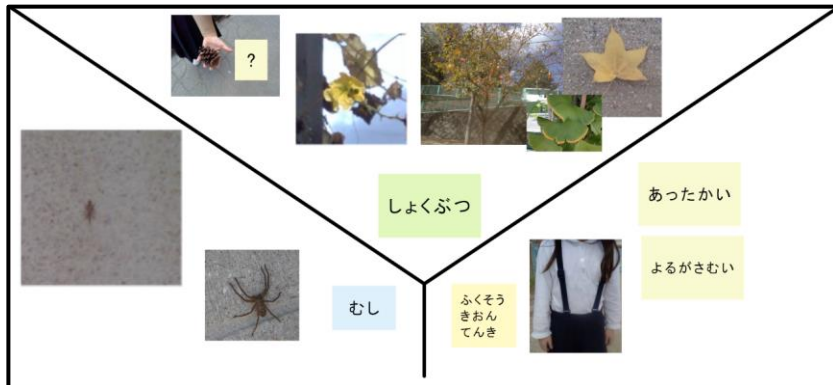 ?
しょくぶつ
あったかい
よるがさむい
むし
ふくそう
きおん
てんき